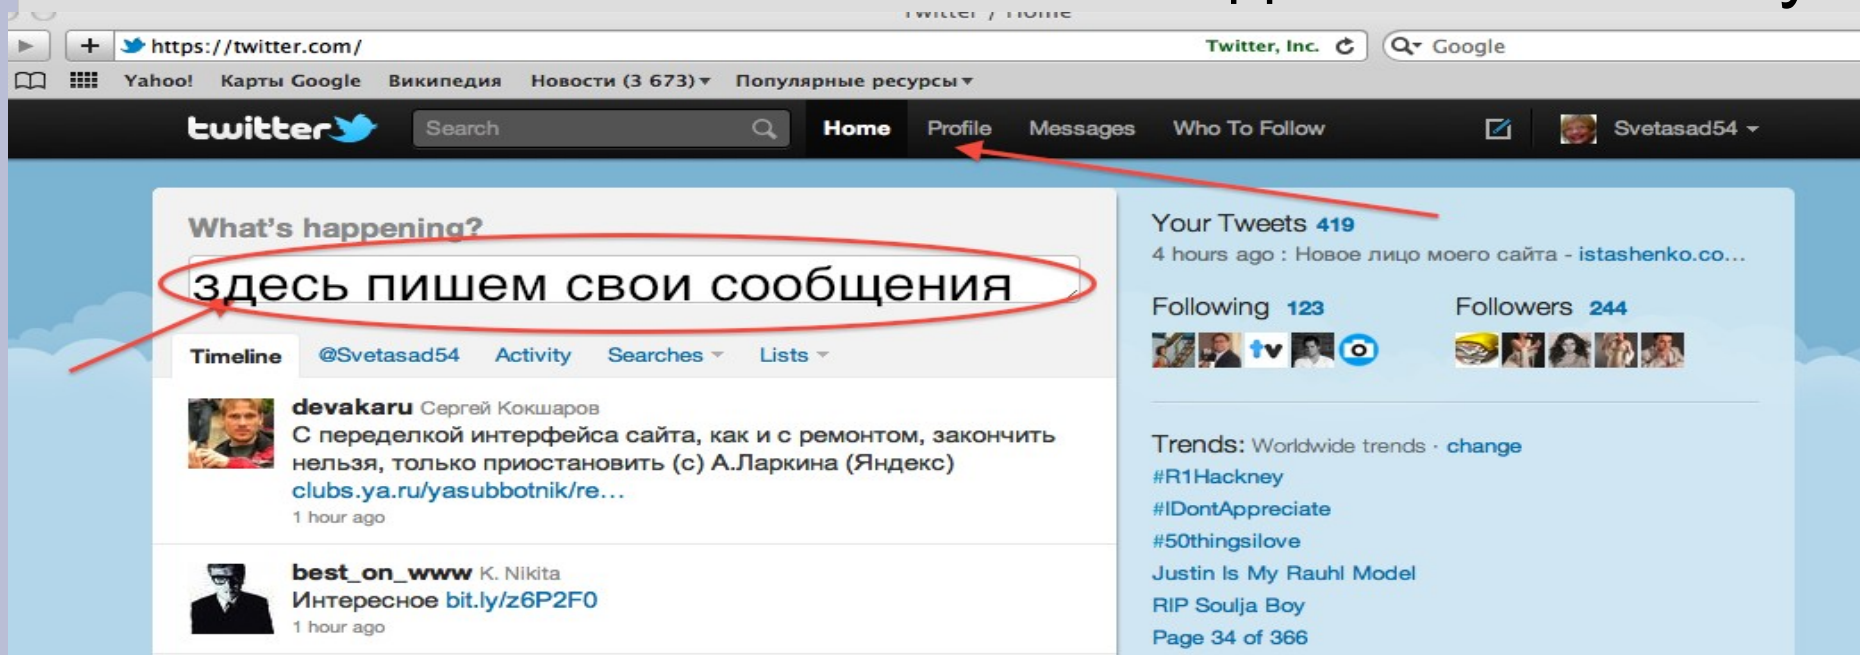 Twitter / Home
https://twitter.com/
Twitter, Inc.
Google
Yahoo! Карты Google Википедия Новости (3 673) Популярные ресурсы
twitter Search Home Profile Messages Who To Follow Svetasad54
What's happening?
здесь пишем свои сообщения
Timeline @Svetasad54 Activity Searches Lists
devakaru Сергей Кокшаров
С переделкой интерфейса сайта, как и с ремонтом, закончить
нельзя, только приостановить (c) А.Ларкина (Яндекс)
clubs.ya.ru/yasubbotnik/re...
1 hour ago
best_on_www K. Nikita
Интересное bit.ly/z6P2F0
1 hour ago
Your Tweets 419
4 hours ago : Новое лицо моего сайта - istashenko.co...
Following 123 Followers 244
tv
Trends: Worldwide trends · change
#R1Hackney
#IDontAppreciate
#50thingsilove
Justin Is My Rauhl Model
RIP Soulja Boy
Page 34 of 366